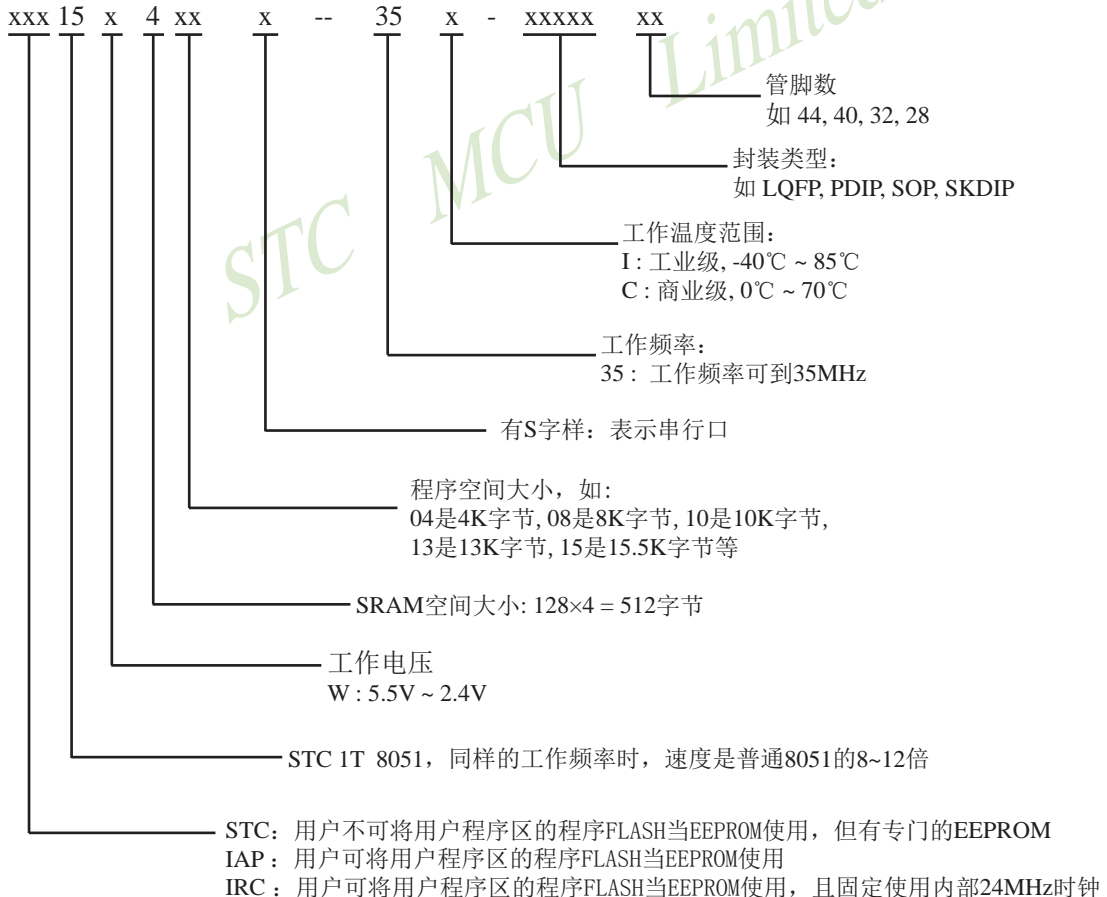 xxx 15 x 4 xx x -- 35 x - xxxxx xx
管脚数
如 44, 40, 32, 28
封装类型：
如 LQFP, PDIP, SOP, SKDIP
工作温度范围：
I : 工业级, -40℃ ~ 85℃
C : 商业级, 0℃ ~ 70℃
工作频率：
35 : 工作频率可到35MHz
有S字样：表示串行口
程序空间大小，如:
04是4K字节, 08是8K字节, 10是10K字节,
13是13K字节, 15是15.5K字节等
SRAM空间大小: 128×4 = 512字节
工作电压
W : 5.5V ~ 2.4V
STC 1T 8051，同样的工作频率时，速度是普通8051的8~12倍
STC：用户不可将用户程序区的程序FLASH当EEPROM使用，但有专门的EEPROM
IAP：用户可将用户程序区的程序FLASH当EEPROM使用
IRC：用户可将用户程序区的程序FLASH当EEPROM使用，且固定使用内部24MHz时钟
STC MCU Limited